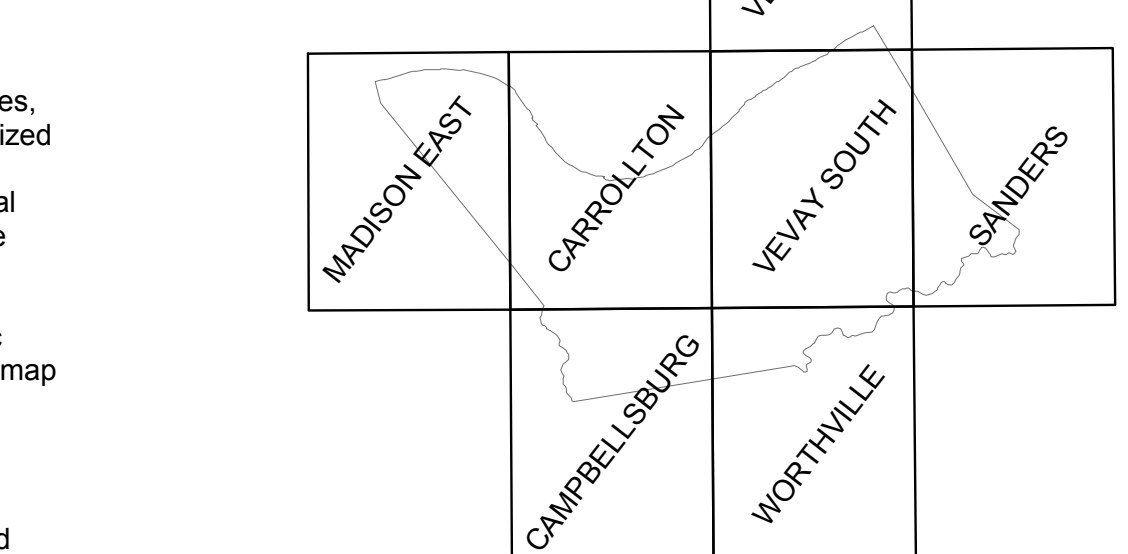 es,
ized
al
e
map
d
MADISON EAST
CARROLLTON
VEVAY SOUTH
SANDERS
CAMPBELLSBURG
WORTHVILLE